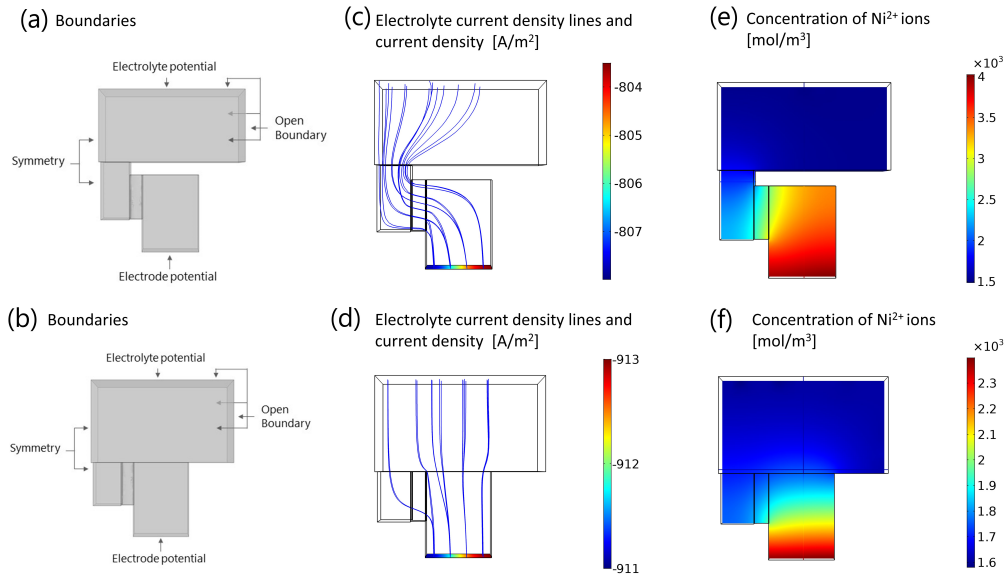 (a) Boundaries
Electrolyte potential
Open
Boundary
Symmetry
Electrode potential
(c) Electrolyte current density lines and
current density [A/m²]
-804
-805
-806
-807
(e) Concentration of Ni²⁺ ions
[mol/m³]
×10³
4
3.5
3
2.5
2
1.5
(b) Boundaries
Electrolyte potential
Open
Boundary
Symmetry
Electrode potential
(d) Electrolyte current density lines and
current density [A/m²]
-913
-912
-911
(f) Concentration of Ni²⁺ ions
[mol/m³]
×10³
2.3
2.2
2.1
2
1.9
1.8
1.7
1.6